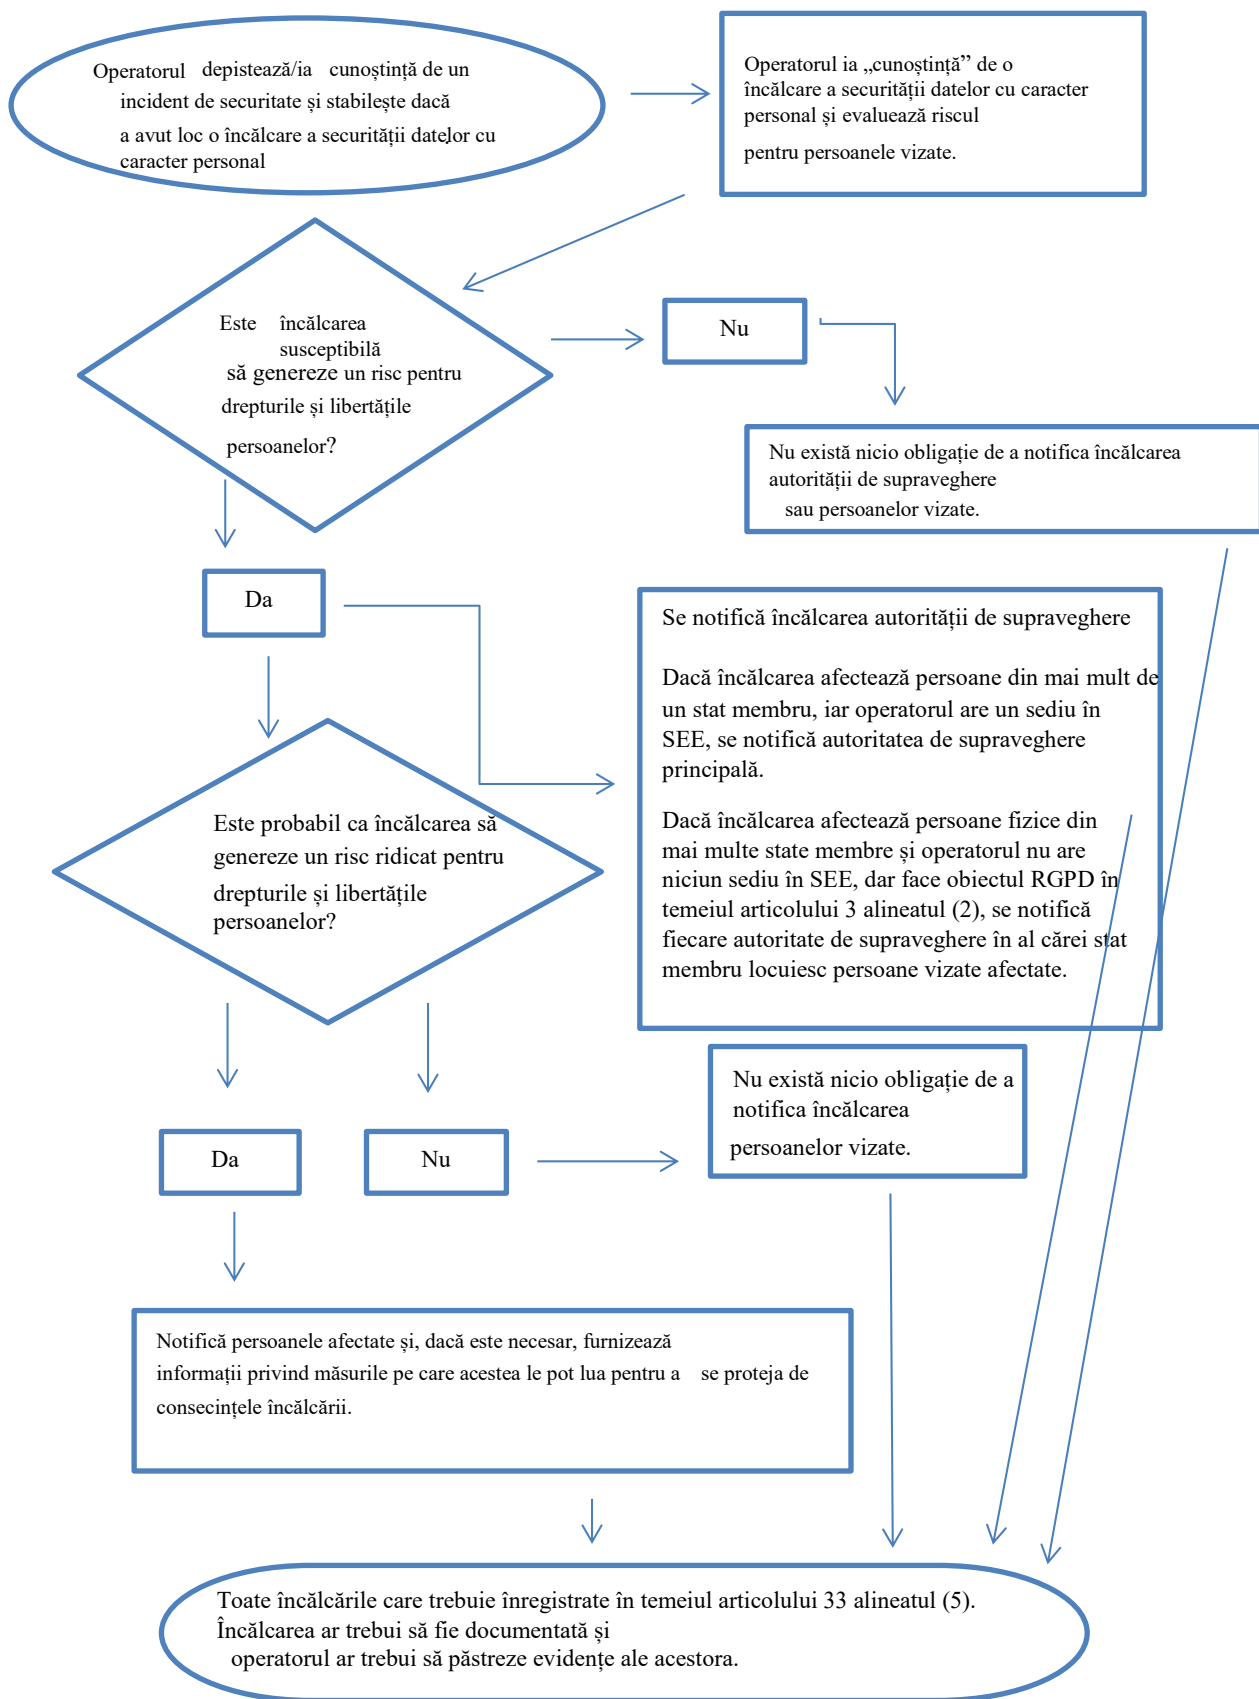 Operatorul depistează/ia cunoștință de un
incident de securitate și stabilește dacă
a avut loc o încălcare a securității datelor cu
caracter personal
Operatorul ia „cunoștință” de o
încălcare a securității datelor cu caracter
personal și evaluează riscul
pentru persoanele vizate.
Este încălcarea
susceptibilă
să genereze un risc pentru
drepturile și libertățile
persoanelor?
Nu
Nu există nicio obligație de a notifica încălcarea
autorității de supraveghere
sau persoanelor vizate.
Da
Se notifică încălcarea autorității de supraveghere
Dacă încălcarea afectează persoane din mai mult de
un stat membru, iar operatorul are un sediu în
SEE, se notifică autoritatea de supraveghere
principală.
Dacă încălcarea afectează persoane fizice din
mai multe state membre și operatorul nu are
niciun sediu în SEE, dar face obiectul RGPD în
temeiul articolului 3 alineatul (2), se notifică
fiecare autoritate de supraveghere în al cărei stat
membru locuiesc persoane vizate afectate.
Este probabil ca încălcarea să
genereze un risc ridicat pentru
drepturile și libertățile
persoanelor?
Da
Nu
Nu există nicio obligație de a
notifica încălcarea
persoanelor vizate.
Notifică persoanele afectate și, dacă este necesar, furnizează
informații privind măsurile pe care acestea le pot lua pentru a se proteja de
consecințele încălcării.
Toate încălcările care trebuie înregistrate în temeiul articolului 33 alineatul (5).
Încălcarea ar trebui să fie documentată și
operatorul ar trebui să păstreze evidențe ale acestora.